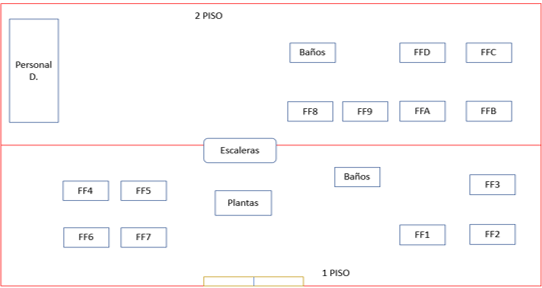 2 PISO
Personal
D.
Baños
FFD
FFC
FF8
FF9
FFA
FFB
Escaleras
Baños
FF4
FF5
FF3
Plantas
FF6
FF7
FF1
FF2
1 PISO